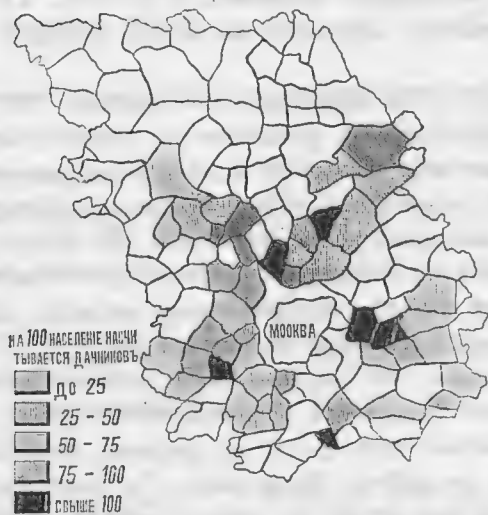 МОСКВА
НА 100 НАСЕЛЕНIЕ НАСЧИ
ТЫВАЕТСЯ ДАЧНИКОВЪ
ДО 25
25 - 50
50 - 75
75 - 100
СВЫШЕ 100